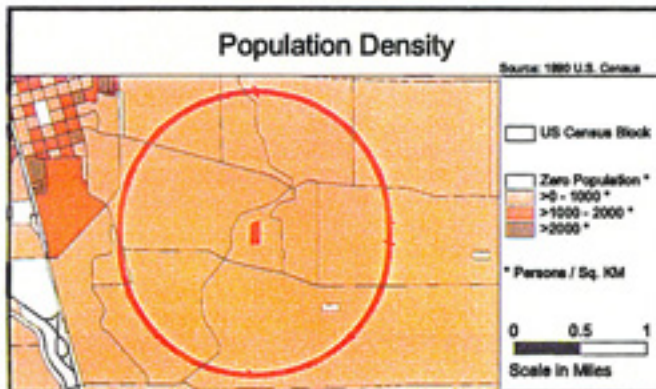 Population Density
Source: 1990 U.S. Census
US Census Block
Zero Population *
>0 - 1000 *
>1000 - 2000 *
>2000 *
* Persons / Sq. KM
0 0.5 1
Scale in Miles